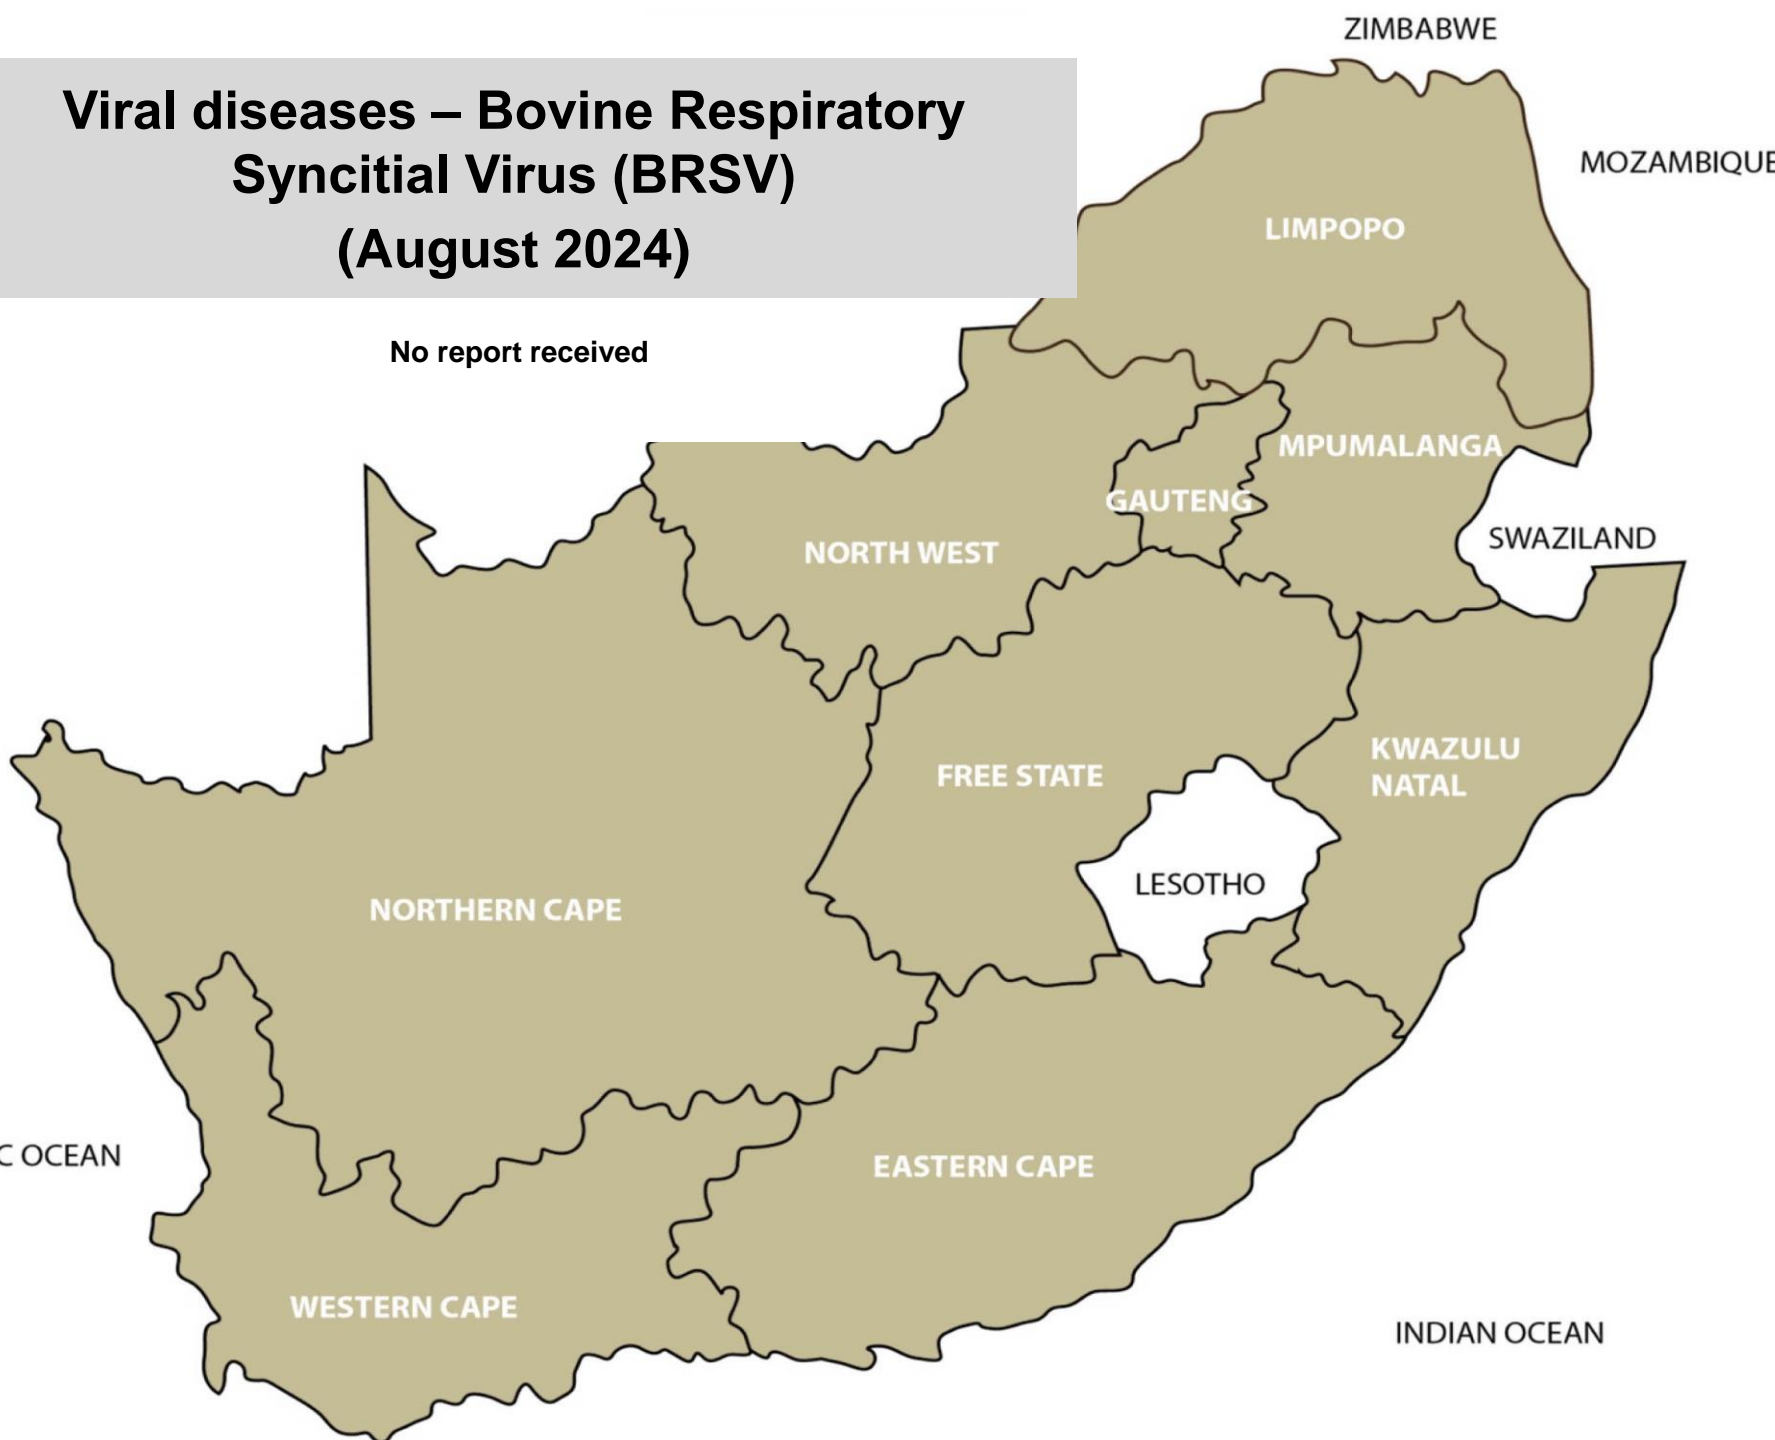 ZIMBABWE
Viral diseases – Bovine Respiratory
Syncitial Virus (BRSV)
(August 2024)
MOZAMBIQUE
LIMPOPO
No report received
MPUMALANGA
GAUTENG
SWAZILAND
NORTH WEST
KWAZULU
NATAL
FREE STATE
LESOTHO
NORTHERN CAPE
C OCEAN
EASTERN CAPE
WESTERN CAPE
INDIAN OCEAN